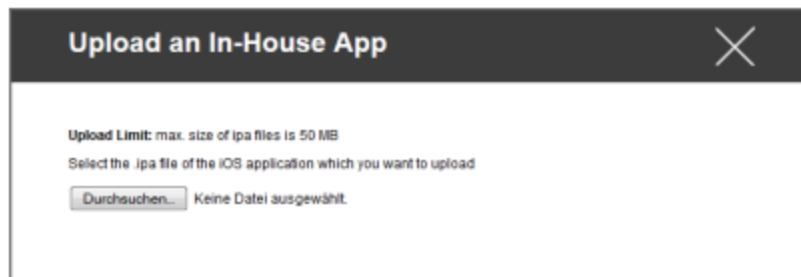 Upload an In-House App
Upload Limit: max. size of ipa files is 50 MB
Select the .ipa file of the iOS application which you want to upload
Durchsuchen... Keine Datei ausgewählt.